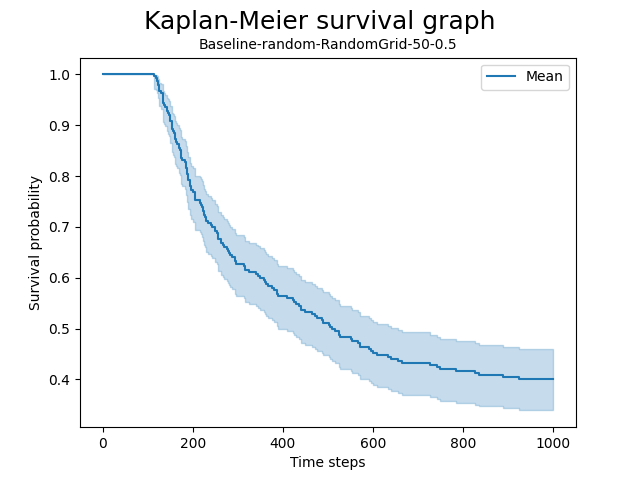 Kaplan-Meier survival graph
Baseline-random-RandomGrid-50-0.5
Mean
Survival probability
1.0
0.9
0.8
0.7
0.6
0.5
0.4
0 200 400 600 800 1000
Time steps